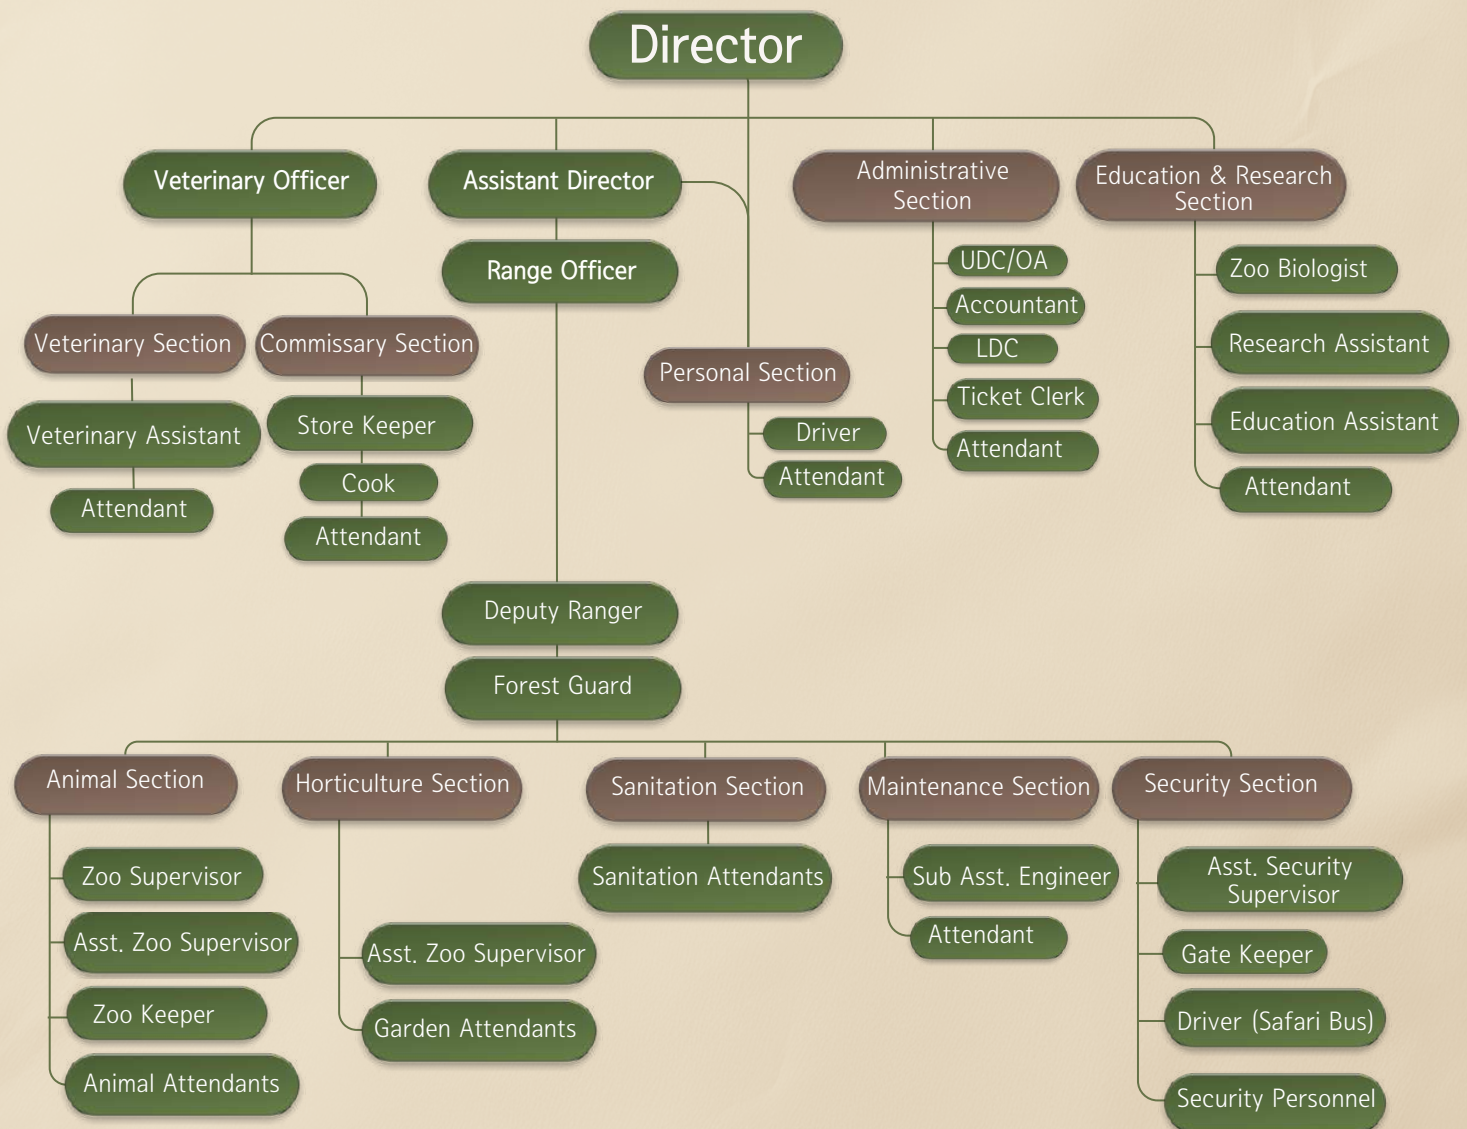 Director
Veterinary Officer
Assistant Director
Administrative
Section
Education & Research
Section
Range Officer
UDC/OA
Accountant
LDC
Ticket Clerk
Attendant
Zoo Biologist
Research Assistant
Education Assistant
Attendant
Veterinary Section
Commissary Section
Personal Section
Veterinary Assistant
Attendant
Store Keeper
Cook
Attendant
Driver
Attendant
Deputy Ranger
Forest Guard
Animal Section
Horticulture Section
Sanitation Section
Maintenance Section
Security Section
Zoo Supervisor
Asst. Zoo Supervisor
Zoo Keeper
Animal Attendants
Asst. Zoo Supervisor
Garden Attendants
Sanitation Attendants
Sub Asst. Engineer
Attendant
Asst. Security
Supervisor
Gate Keeper
Driver (Safari Bus)
Security Personnel